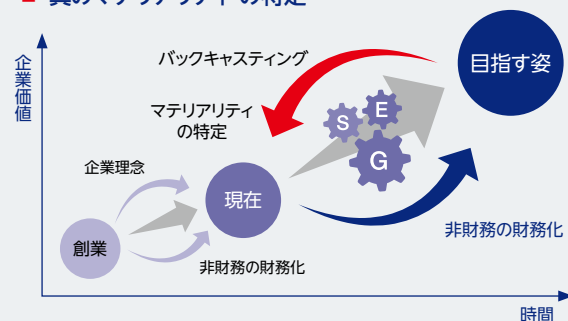 真のマテリアリティの特定
企業価値
バックキャスティング
目指す姿
マテリアリティ
の特定
S
E
G
企業理念
現在
創業
非財務の財務化
非財務の財務化
時間